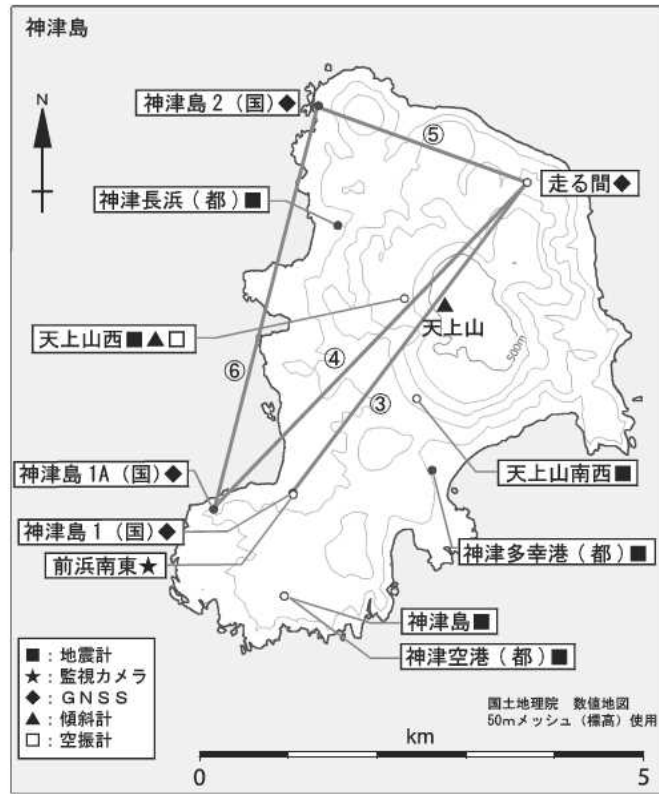 神津島
N
神津島2（国）◆
⑤
走る間◆
神津長浜（都）■
天上山西■▲□
天上山
500m
⑥
④
③
神津島1A（国）◆
天上山南西■
神津島1（国）◆
前浜南東★
神津多幸港（都）■
神津島■
神津空港（都）■
■：地震計
★：監視カメラ
◆：GNSS
▲：傾斜計
□：空振計
国土地理院　数値地図
50mメッシュ（標高）使用
km
0 5